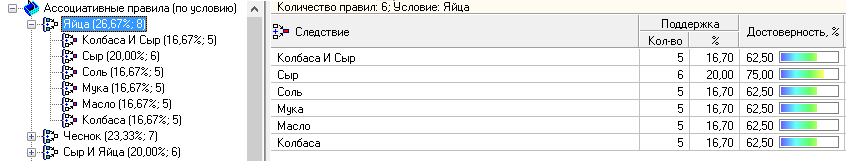 Ассоциативные правила (по условию)
Яйца (26,67%; 8)
Колбаса И Сыр (16,67%; 5)
Сыр (20,00%; 6)
Соль (16,67%; 5)
Мука (16,67%; 5)
Масло (16,67%; 5)
Колбаса (16,67%; 5)
Чеснок (23,33%; 7)
Сыр И Яйца (20,00%; 6)
Количество правил: 6; Условие: Яйца
Следствие Поддержка Достоверность, %
Кол-во %
Колбаса И Сыр 5 16,70 62,50
Сыр 6 20,00 75,00
Соль 5 16,70 62,50
Мука 5 16,70 62,50
Масло 5 16,70 62,50
Колбаса 5 16,70 62,50